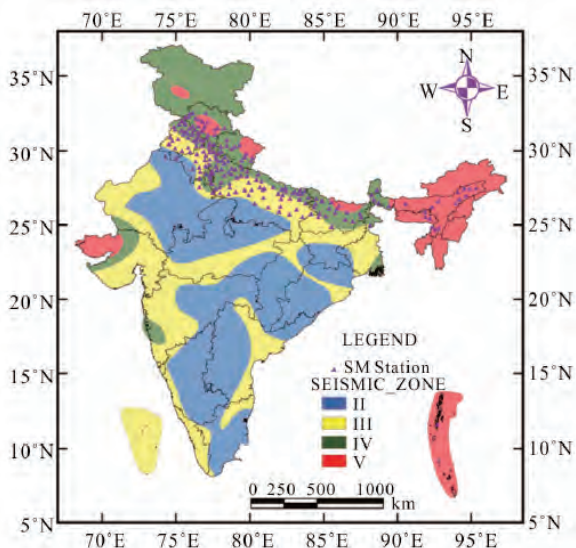 70°E 75°E 80°E 85°E 90°E 95°E
35°N 35°N
30°N 30°N
25°N 25°N
20°N 20°N
15°N 15°N
10°N 10°N
5°N 5°N
N
W E
S
LEGEND
SM Station
SEISMIC_ZONE
II
III
IV
V
0 250 500 1000
km
70°E 75°E 80°E 85°E 90°E 95°E